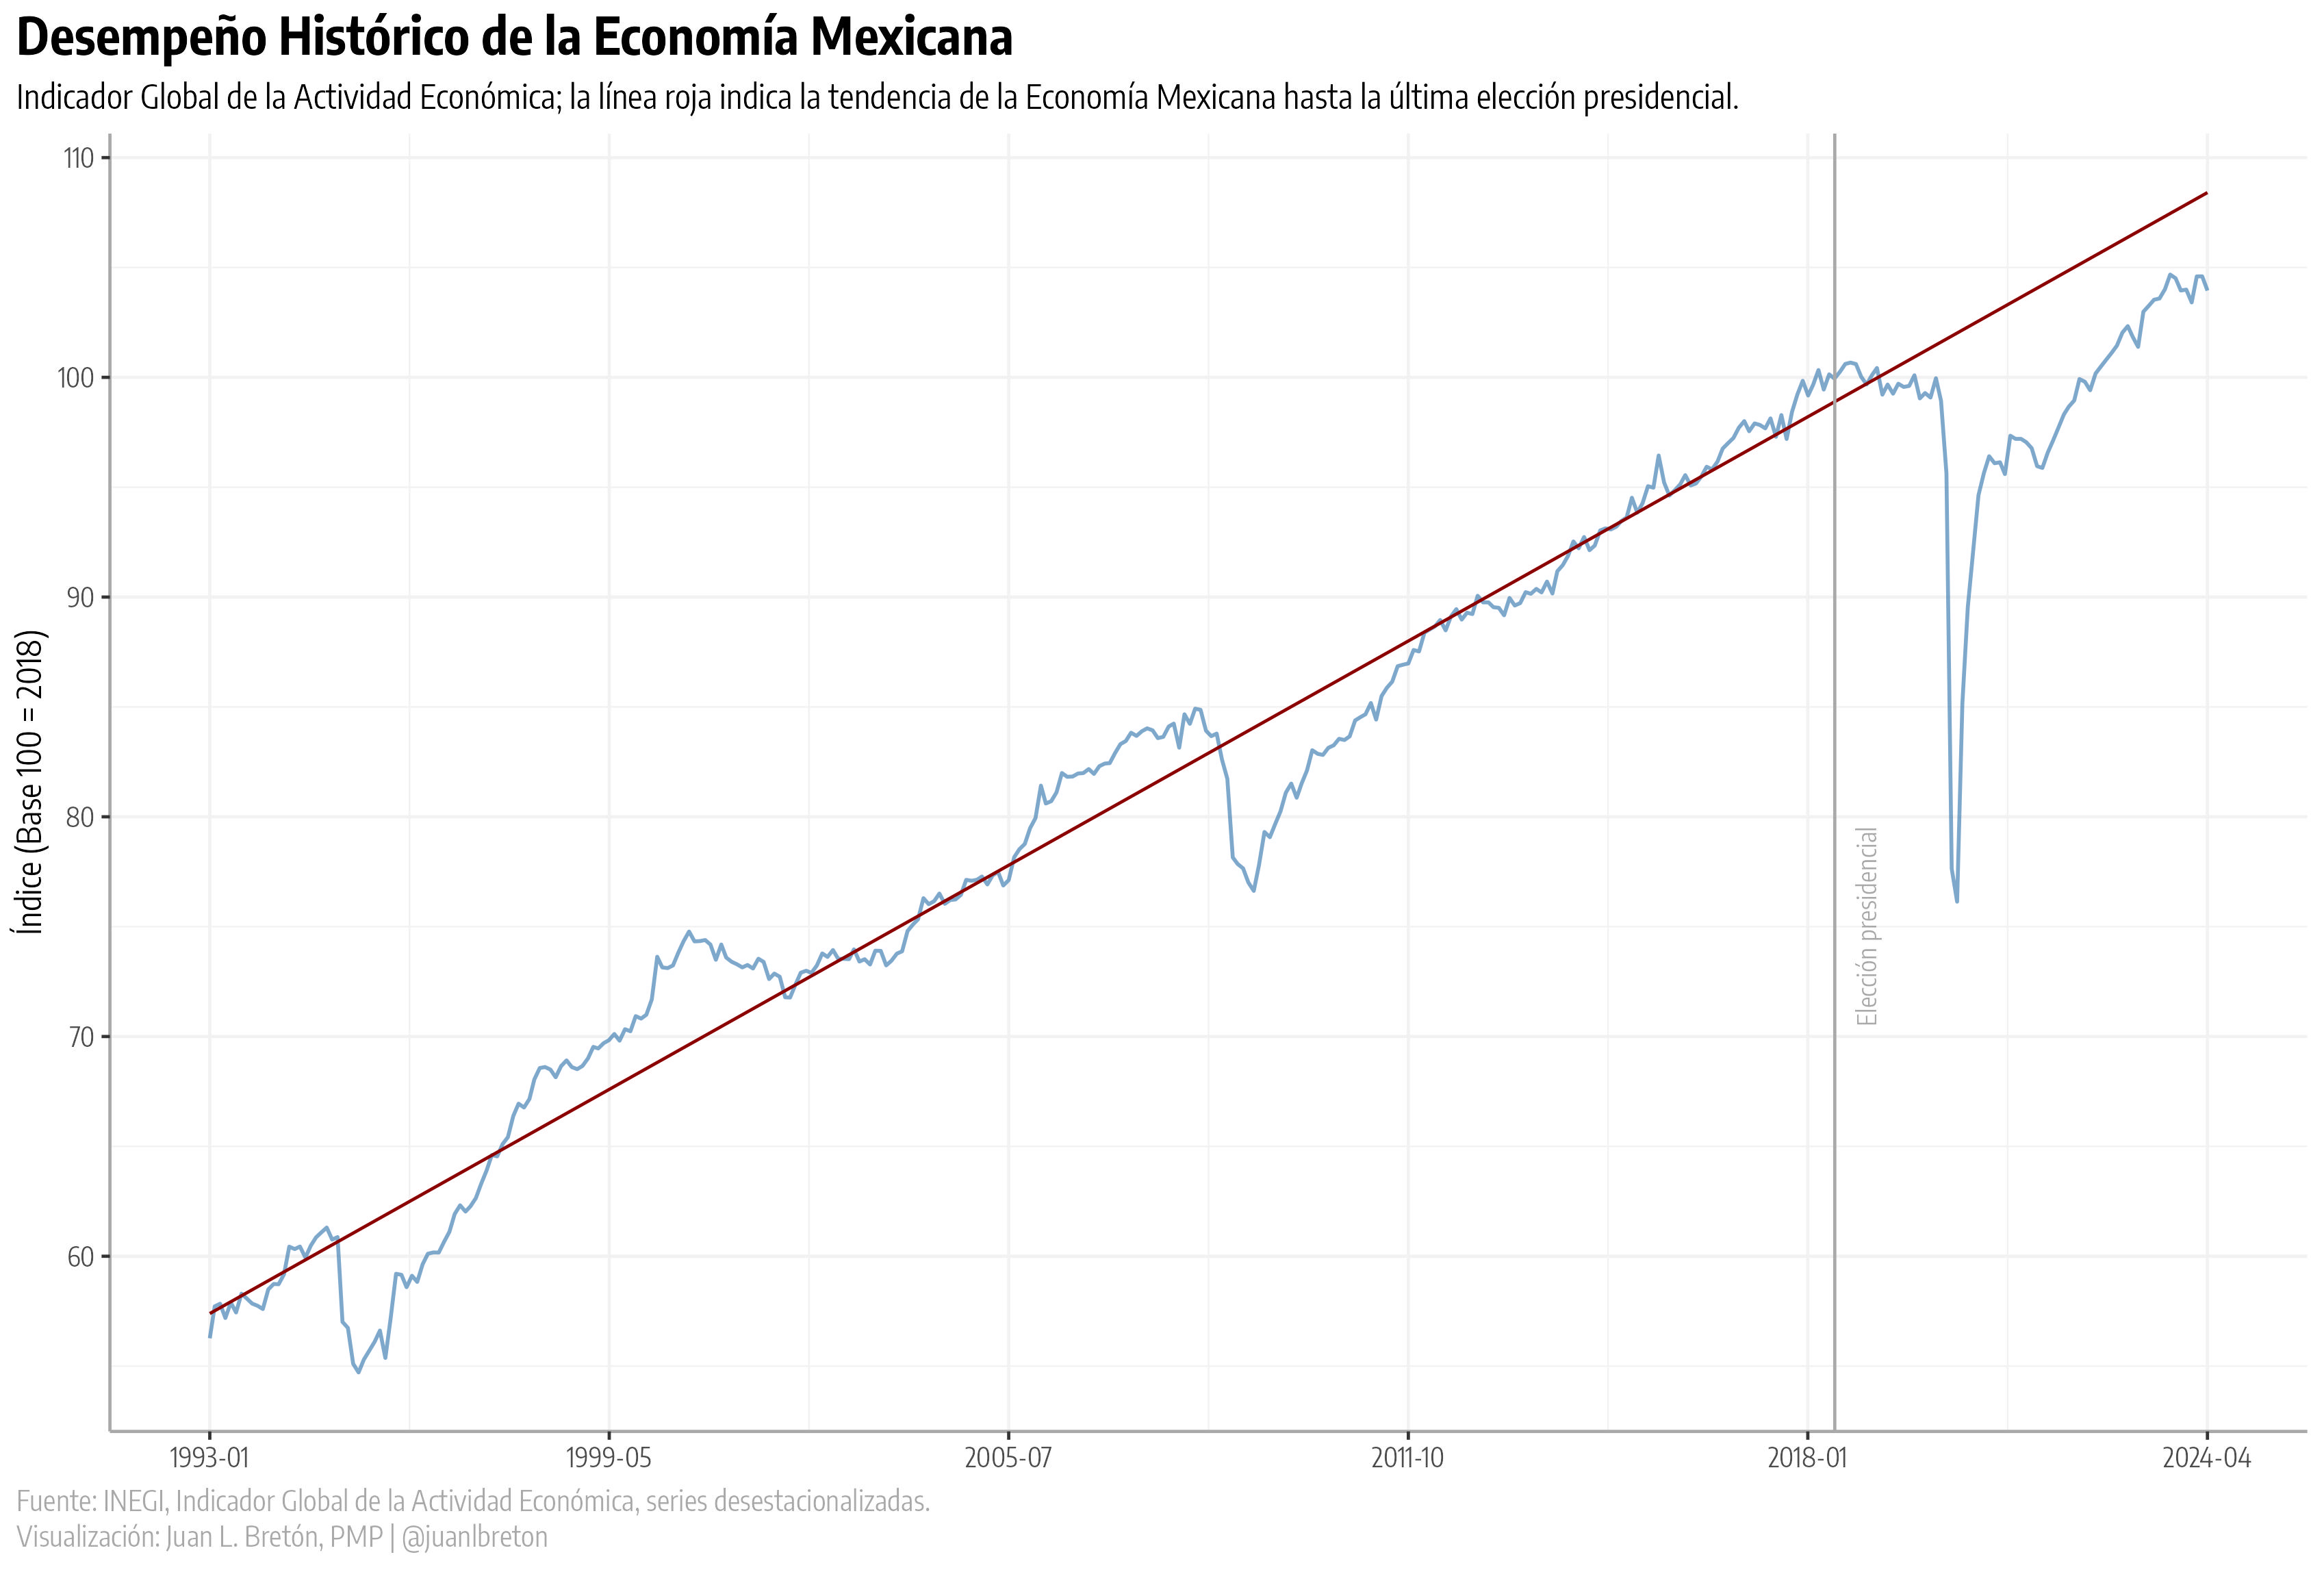 Desempeño Histórico de la Economía Mexicana
Indicador Global de la Actividad Económica; la línea roja indica la tendencia de la Economía Mexicana hasta la última elección presidencial.
Índice (Base 100 = 2018)
110
100
90
80
70
60
Elección presidencial
1993-01
1999-05
2005-07
2011-10
2018-01
2024-04
Fuente: INEGI, Indicador Global de la Actividad Económica, series desestacionalizadas.
Visualización: Juan L. Bretón, PMP | @juanlbreton